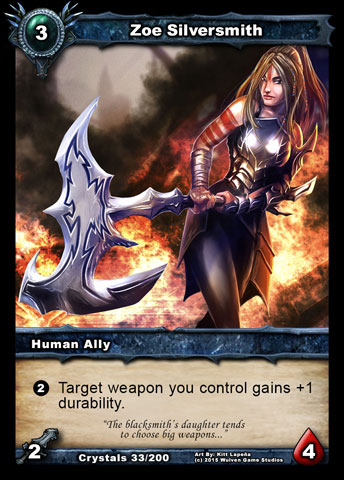 3
Zoe Silversmith
Human Ally
2 Target weapon you control gains +1
durability.
"The blacksmith's daughter tends
to choose big weapons...
2
Crystals 33/200
Art By: Kitt Lapeña
(c) 2015 Wulven Game Studios
4